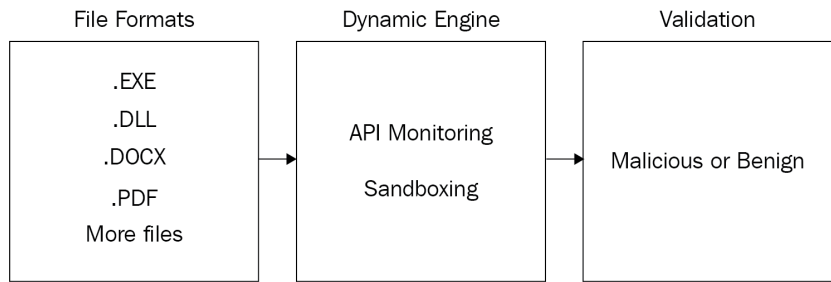 File Formats
.EXE
.DLL
.DOCX
.PDF
More files
Dynamic Engine
API Monitoring
Sandboxing
Validation
Malicious or Benign